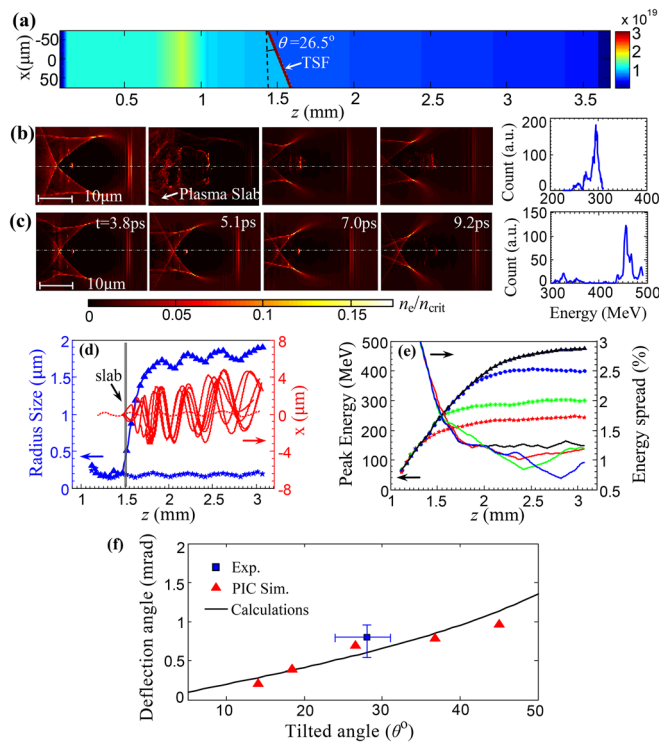 (a)
x(µm)
-50
0
50
θ=26.5°
TSF
0.5
1
1.5
2
2.5
3
3.5
z (mm)
x 10¹⁹
3
2
1
(b)
10µm
Plasma Slab
Count (a.u.)
200
100
0
200
300
400
(c)
t=3.8ps
5.1ps
7.0ps
9.2ps
10µm
Count (a.u.)
150
100
50
0
300
400
500
Energy (MeV)
0
0.05
0.10
0.15
nₑ/n_crit
(d)
Radius Size (µm)
2
1.5
1
0.5
0
slab
8
4
0
-4
-8
x (µm)
1
1.5
2.0
2.5
3.0
z (mm)
(e)
Peak Energy (MeV)
500
400
300
200
100
0
3
2.5
2
1.5
1
0.5
Energy spread (%)
1
1.5
2
2.5
3
z (mm)
(f)
Deflection angle (mrad)
2
1.5
1
0.5
0
Exp.
PIC Sim.
Calculations
10
20
30
40
50
Tilted angle (θ°)